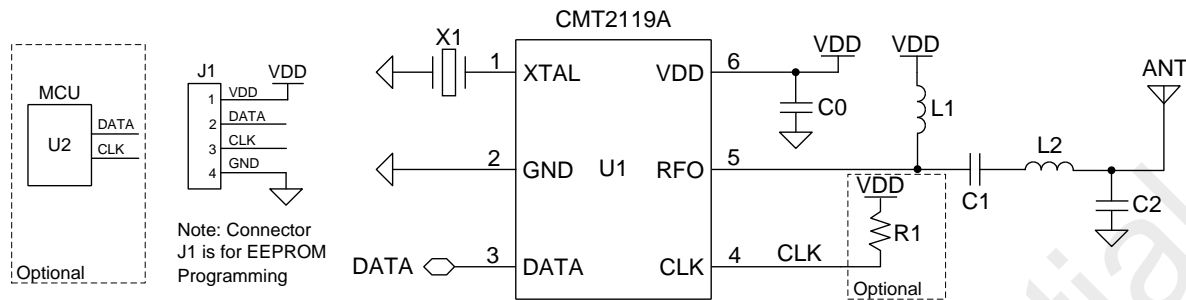 CMT2119A
MCU
U2
DATA
CLK
Optional
J1
VDD
1 VDD
2 DATA
3 CLK
4 GND
Note: Connector
J1 is for EEPROM
Programming
X1
1 XTAL
2 GND
3 DATA
DATA
U1
VDD 6
RFO 5
CLK 4
CLK
VDD
C0
VDD
L1
VDD
R1
Optional
C1
L2
C2
ANT